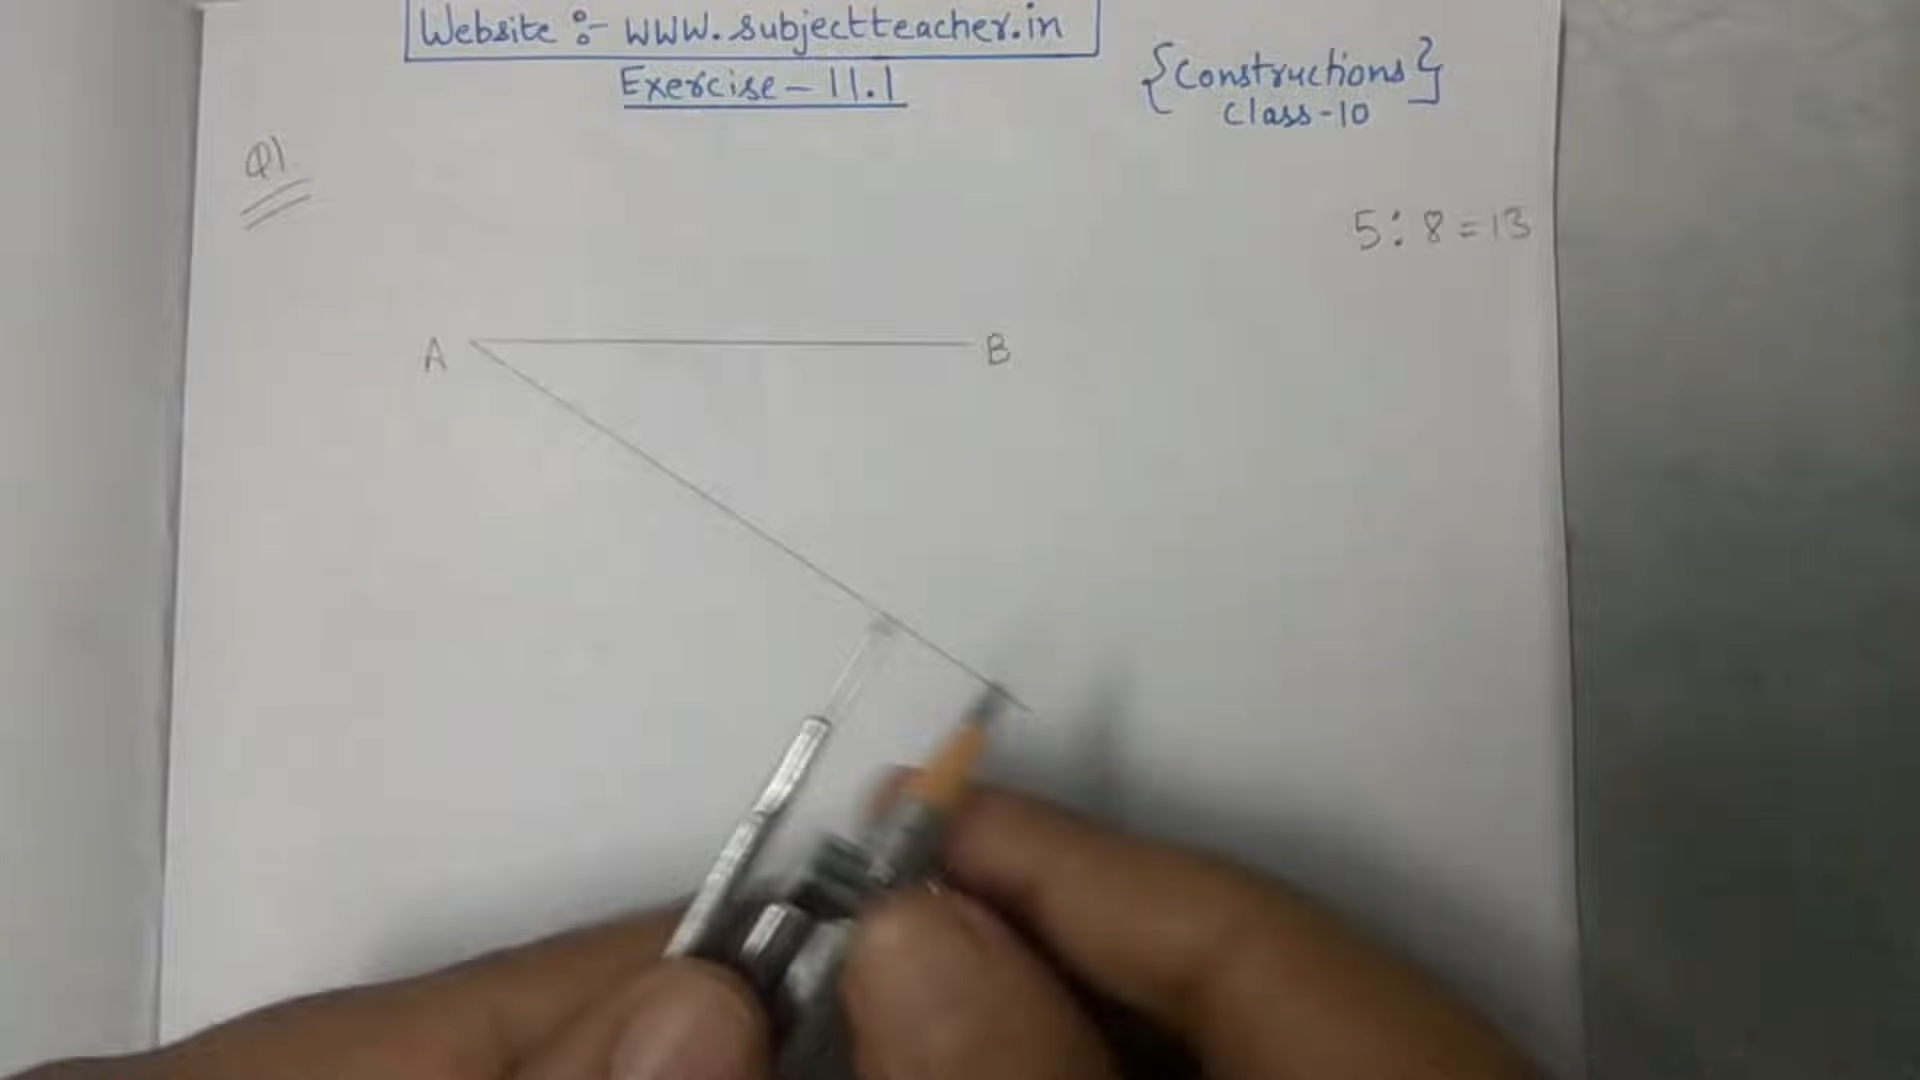 Website :- www.subjectteacher.in
Exercise - 11.1
{Constructions}
Class-10
Q1
5:8=13
A B